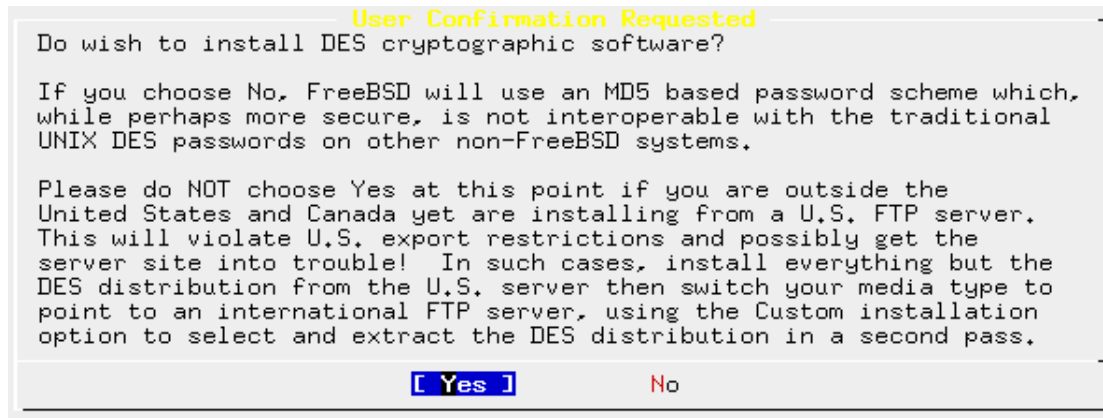 User Confirmation Requested
Do wish to install DES cryptographic software?
If you choose No, FreeBSD will use an MD5 based password scheme which,
while perhaps more secure, is not interoperable with the traditional
UNIX DES passwords on other non-FreeBSD systems.
Please do NOT choose Yes at this point if you are outside the
United States and Canada yet are installing from a U.S. FTP server.
This will violate U.S. export restrictions and possibly get the
server site into trouble!  In such cases, install everything but the
DES distribution from the U.S. server then switch your media type to
point to an international FTP server, using the Custom installation
option to select and extract the DES distribution in a second pass.
[ Yes ]    No